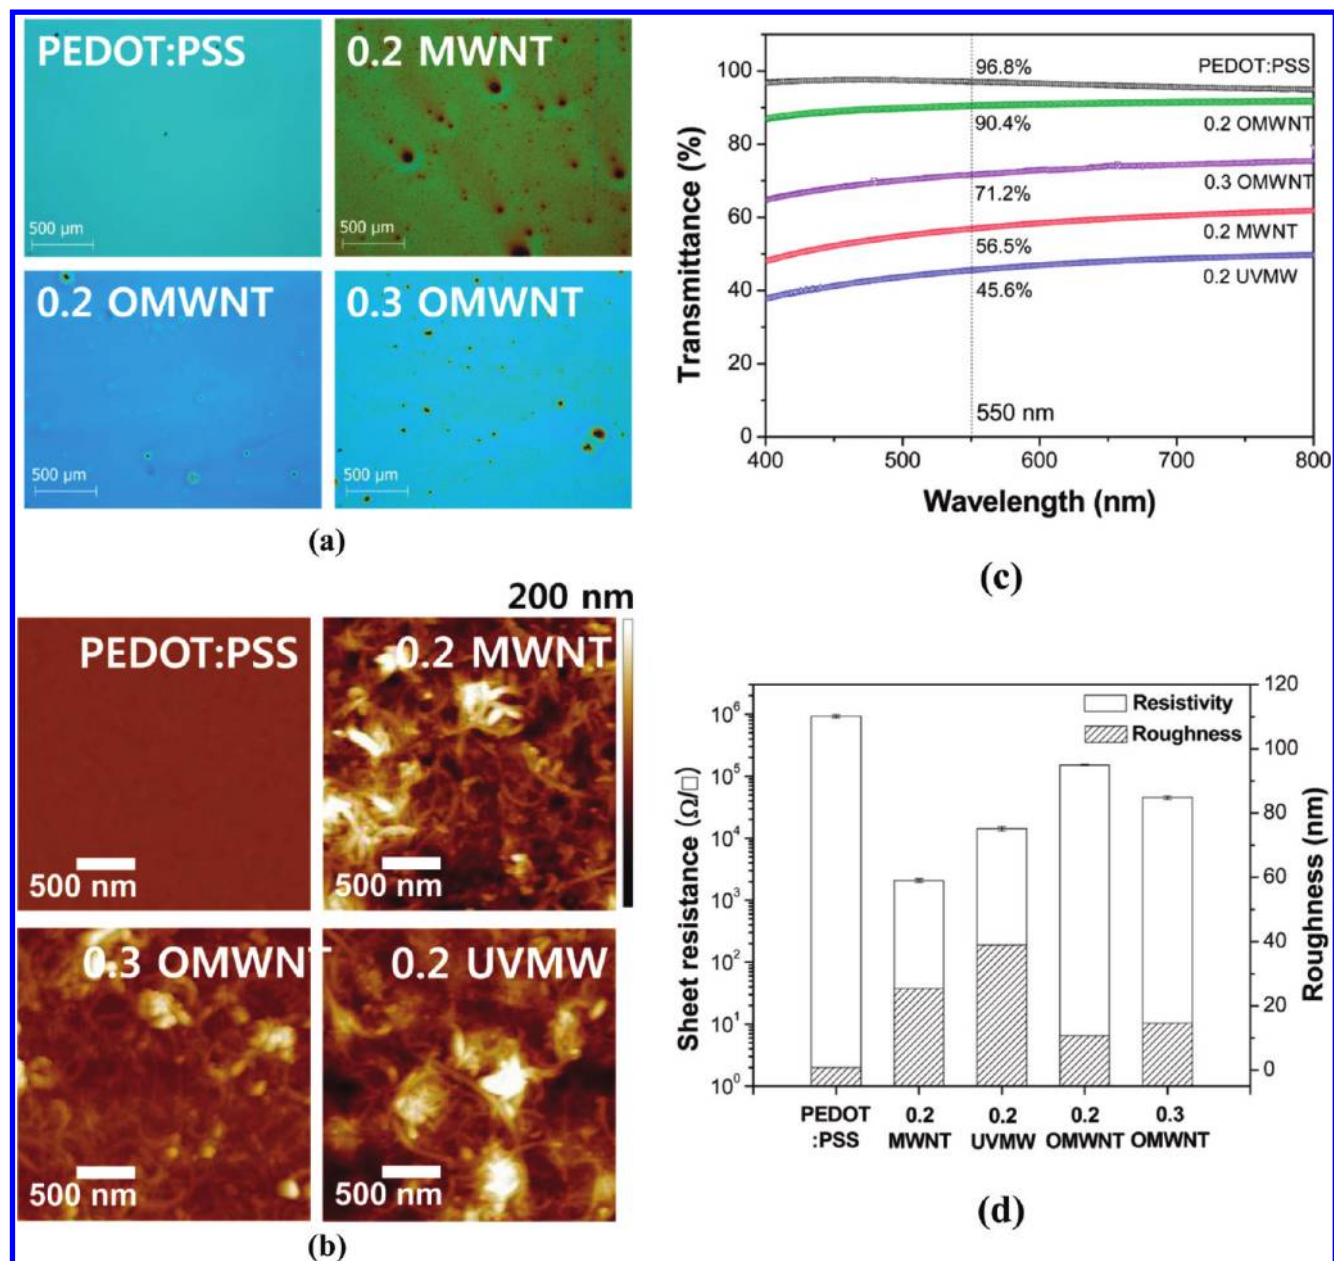 PEDOT:PSS
0.2 MWNT
500 µm
500 µm
0.2 OMWNT
0.3 OMWNT
500 µm
500 µm
(a)
200 nm
PEDOT:PSS
0.2 MWNT
500 nm
500 nm
0.3 OMWNT
0.2 UVMW
500 nm
500 nm
(b)
Transmittance (%)
100
80
60
40
20
0
96.8%
PEDOT:PSS
90.4%
0.2 OMWNT
71.2%
0.3 OMWNT
56.5%
0.2 MWNT
45.6%
0.2 UVMW
550 nm
400 500 600 700 800
Wavelength (nm)
(c)
Sheet resistance (Ω/□)
10⁶
10⁵
10⁴
10³
10²
10¹
10⁰
Resistivity
Roughness
120
100
80
60
40
20
0
Roughness (nm)
PEDOT 0.2 0.2 0.2 0.3
:PSS MWNT UVMW OMWNT OMWNT
(d)